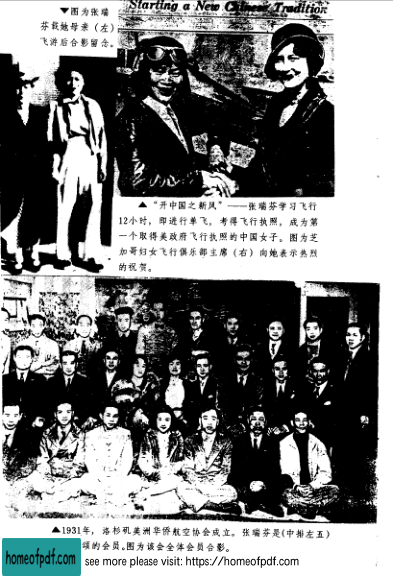 Starting a New Chinese Tradition
▼图为张瑞
芬载她母亲（左）
飞游后合影留念。
▲“开中国之新风”——张瑞芬学习飞行
12小时，即进行单飞，考得飞行执照，成为第
一个取得美政府飞行执照的中国女子。图为芝
加哥妇女飞行俱乐部主席（右）向她表示热烈
的祝贺。
▲1931年，洛杉矶美洲华侨航空协会成立。张瑞芬是(中排左五)
颂的会员。图为该会全体会员合影。
homeofpdf.com
see more please visit: https://homeofpdf.com